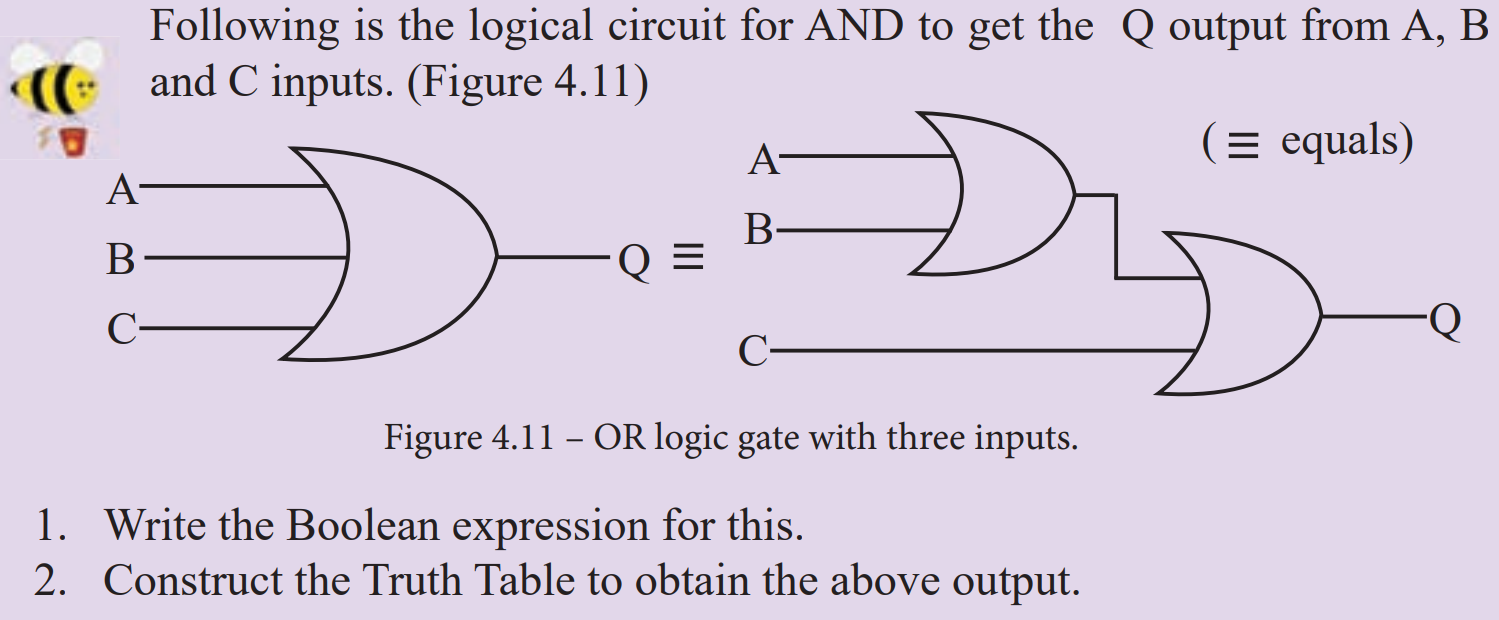 Following is the logical circuit for AND to get the Q output from A, B
and C inputs. (Figure 4.11)
( ≡ equals)
A
B
C
Q ≡
A
B
C
Q
Figure 4.11 – OR logic gate with three inputs.
1. Write the Boolean expression for this.
2. Construct the Truth Table to obtain the above output.